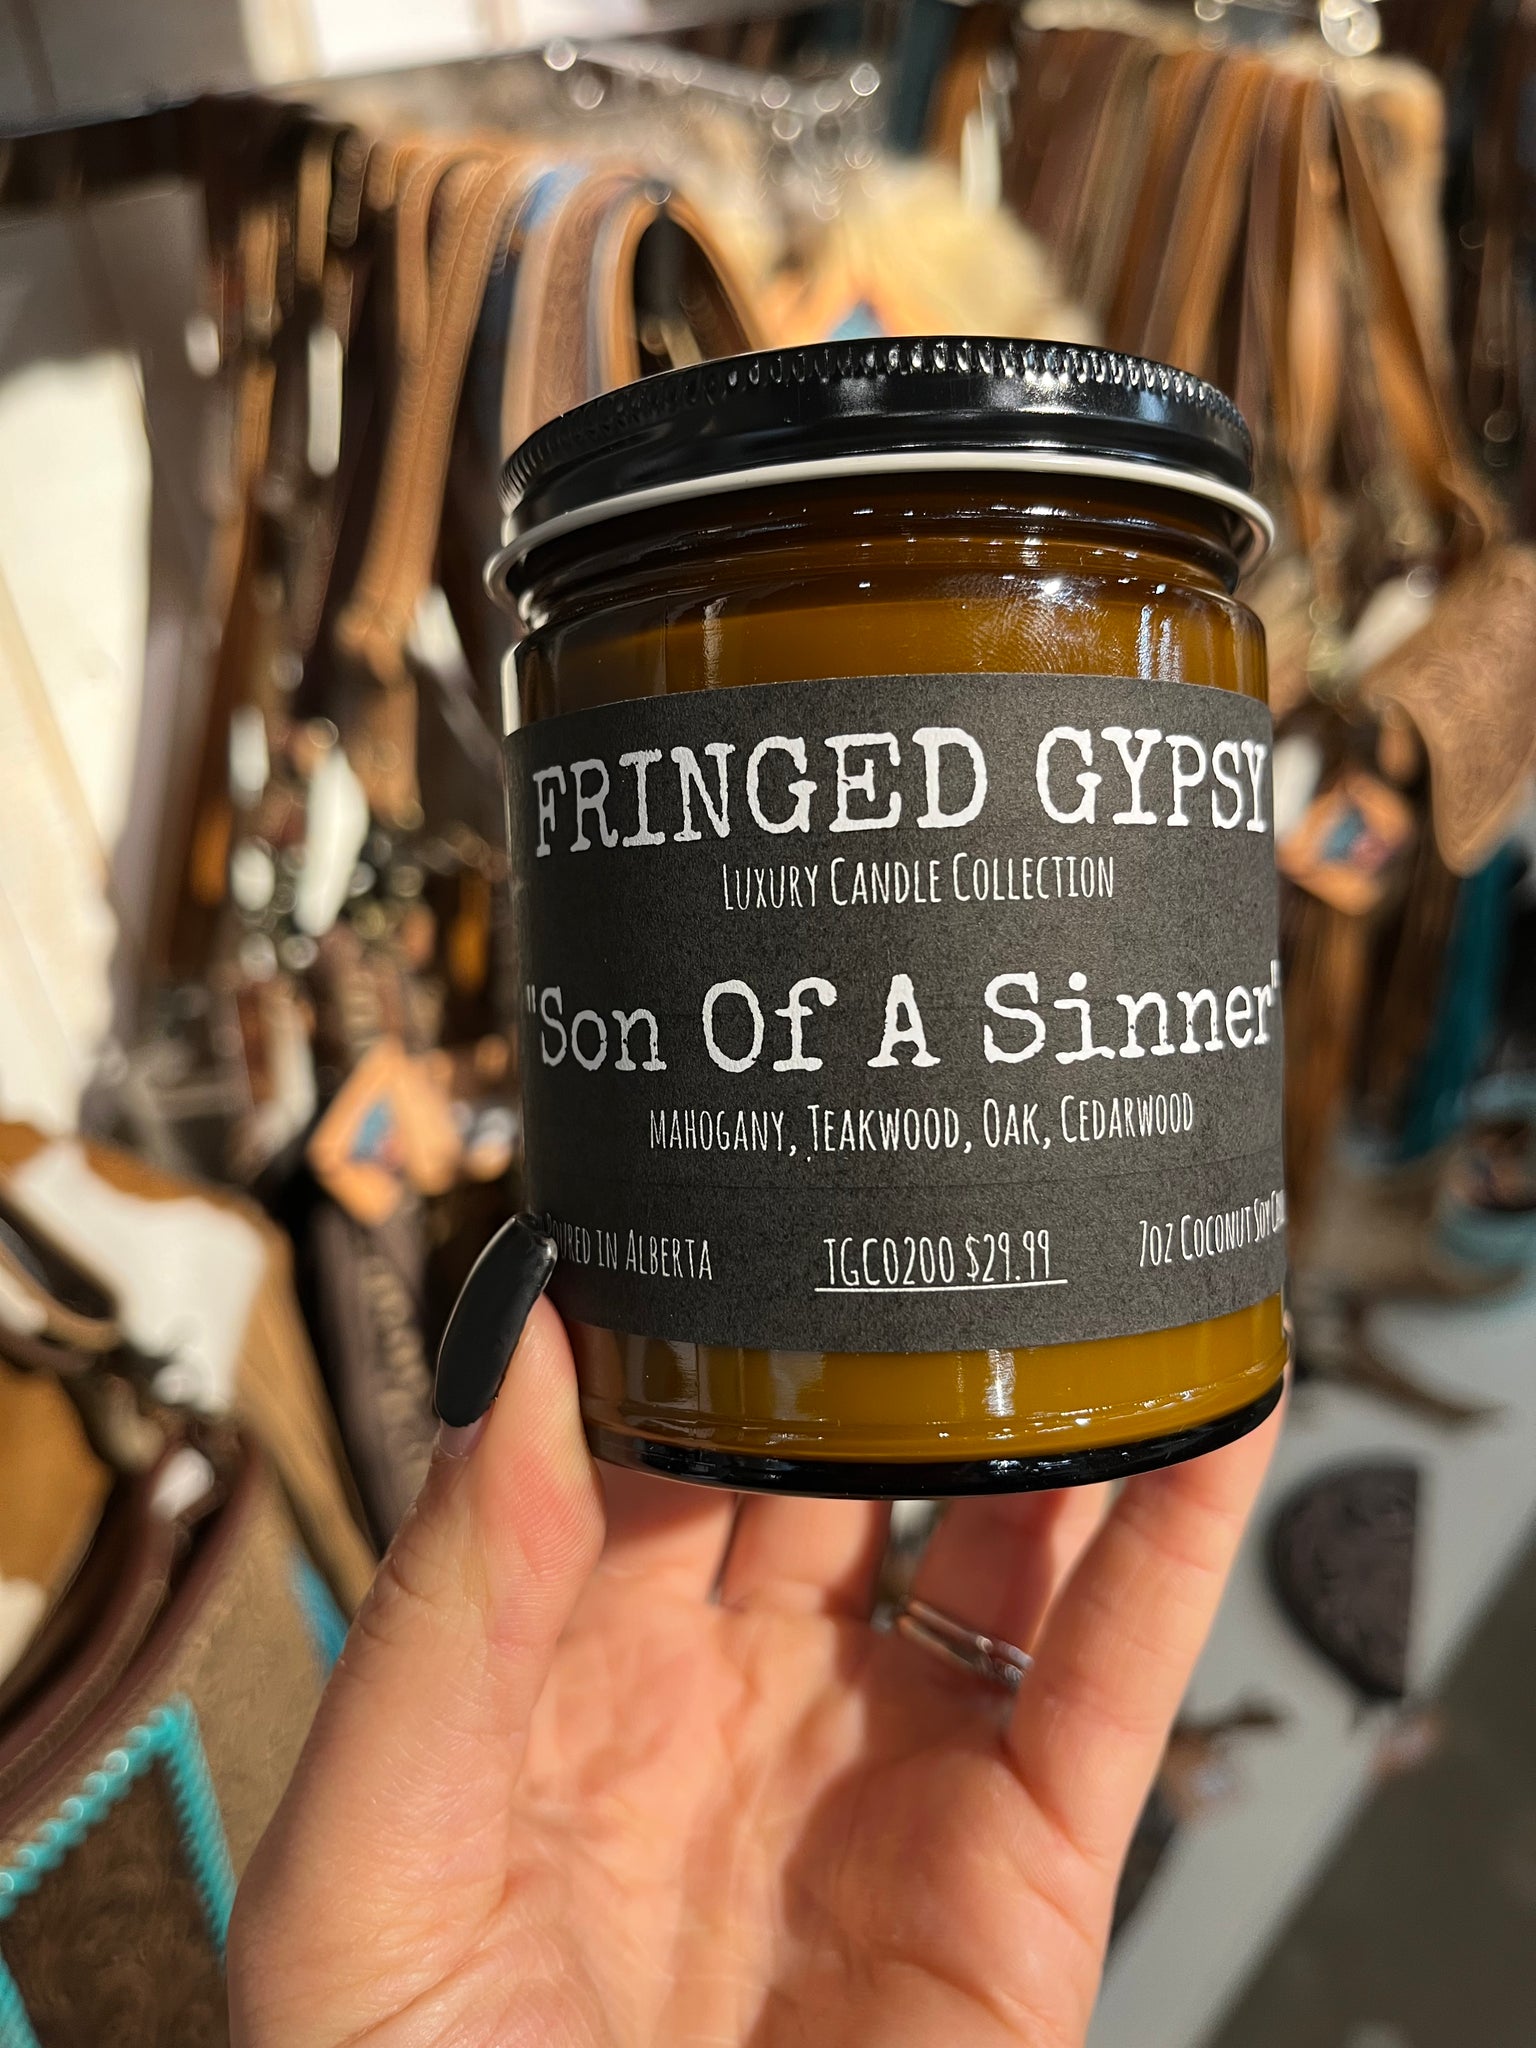 FRINGED GYPSY
LUXURY CANDLE COLLECTION
"Son Of A Sinner"
MAHOGANY, TEAKWOOD, OAK, CEDARWOOD
POURED IN ALBERTA
TGC0200 $29.99
7OZ COCONUT SOY